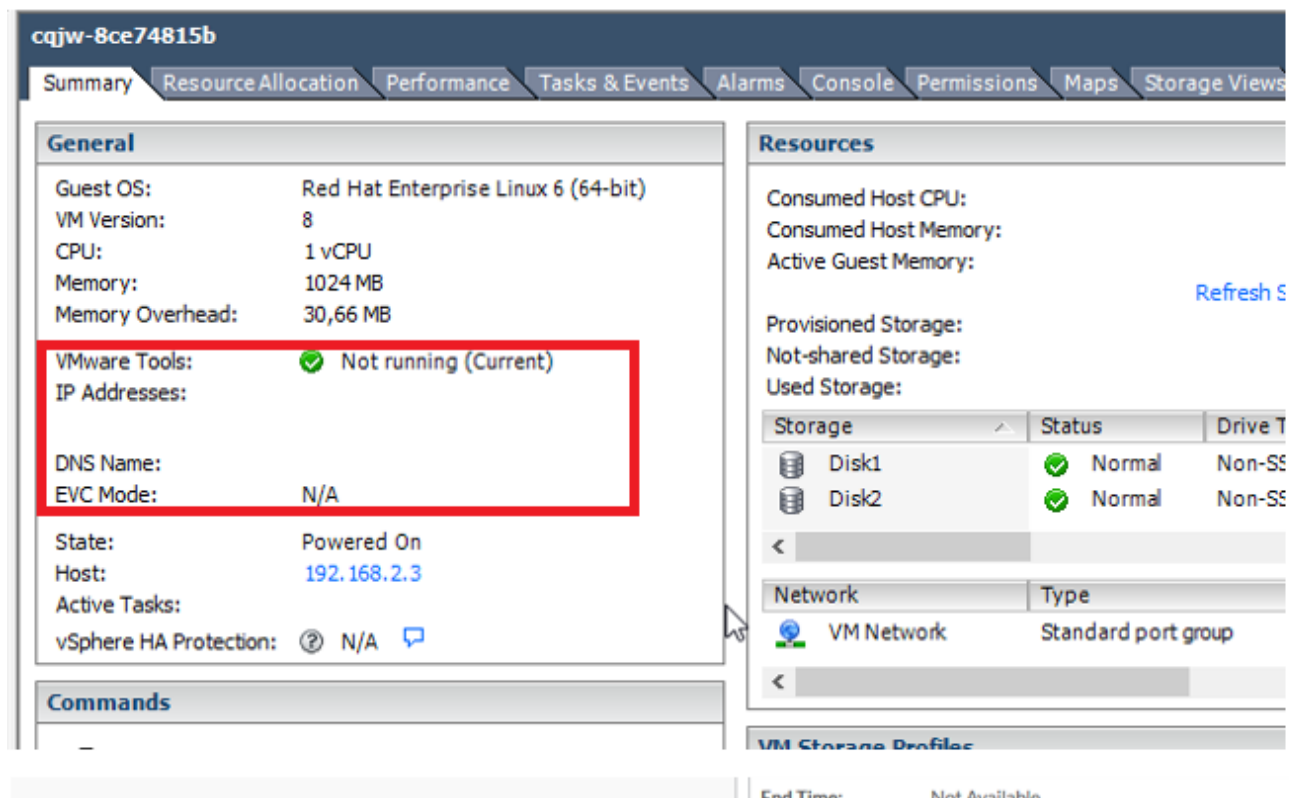 cqjw-8ce74815b
Summary Resource Allocation Performance Tasks & Events Alarms Console Permissions Maps Storage Views
General
Guest OS: Red Hat Enterprise Linux 6 (64-bit)
VM Version: 8
CPU: 1 vCPU
Memory: 1024 MB
Memory Overhead: 30,66 MB
VMware Tools: Not running (Current)
IP Addresses:
DNS Name:
EVC Mode: N/A
State: Powered On
Host: 192.168.2.3
Active Tasks:
vSphere HA Protection: N/A
Commands
Resources
Consumed Host CPU:
Consumed Host Memory:
Active Guest Memory:
Refresh S
Provisioned Storage:
Not-shared Storage:
Used Storage:
Storage Status Drive T
Disk1 Normal Non-SS
Disk2 Normal Non-SS
Network Type
VM Network Standard port group
VM Storage Profiles
End Time: Not Available